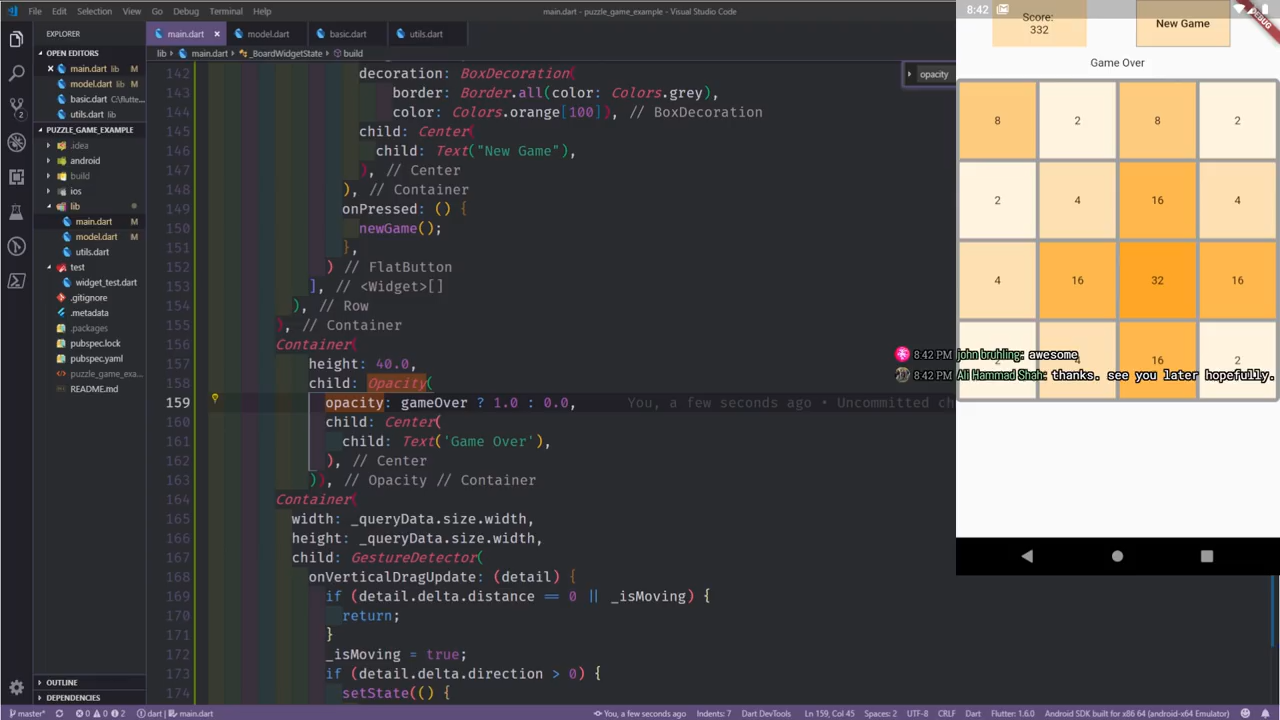 File Edit Selection View Go Debug Terminal Help
main.dart - puzzle_game_example - Visual Studio Code
EXPLORER
OPEN EDITORS
main.dart lib M
model.dart lib M
basic.dart C:\flutte...
utils.dart lib
PUZZLE_GAME_EXAMPLE
.idea
android
build
ios
lib
main.dart M
model.dart M
utils.dart
test
widget_test.dart
.gitignore
.metadata
.packages
pubspec.lock
pubspec.yaml
puzzle_game_example...
README.md
OUTLINE
DEPENDENCIES
main.dart model.dart basic.dart utils.dart
lib main.dart _BoardWidgetState build
opacity
142 decoration: BoxDecoration(
143 border: Border.all(color: Colors.grey),
144 color: Colors.orange[100]), // BoxDecoration
145 child: Center(
146 child: Text("New Game"),
147 ), // Center
148 ), // Container
149 onPressed: () {
150 newGame();
151 },
152 ) // FlatButton
153 ], // <Widget>[]
154 ), // Row
155 ), // Container
156 Container(
157 height: 40.0,
158 child: Opacity(
159 opacity: gameOver ? 1.0 : 0.0, You, a few seconds ago • Uncommitted ch
160 child: Center(
161 child: Text('Game Over'),
162 ), // Center
163 )), // Opacity // Container
164 Container(
165 width: _queryData.size.width,
166 height: _queryData.size.width,
167 child: GestureDetector(
168 onVerticalDragUpdate: (detail) {
169 if (detail.delta.distance == 0 || _isMoving) {
170 return;
171 }
172 _isMoving = true;
173 if (detail.delta.direction > 0) {
174 setState(() {
8:42
DEBUG
Score:
332
New Game
Game Over
8 2 8 2
2 4 16 4
4 16 32 16
2 4 16 2
8:42 PM john bruhling: awesome
8:42 PM Ali Hammad Shah: thanks. see you later hopefully.
master* 0 0 2 dart | main.dart You, a few seconds ago Indents: 7 Dart DevTools Ln 159, Col 45 Spaces: 2 UTF-8 CRLF Dart Flutter: 1.6.0 Android SDK built for x86 64 (android-x64 Emulator)